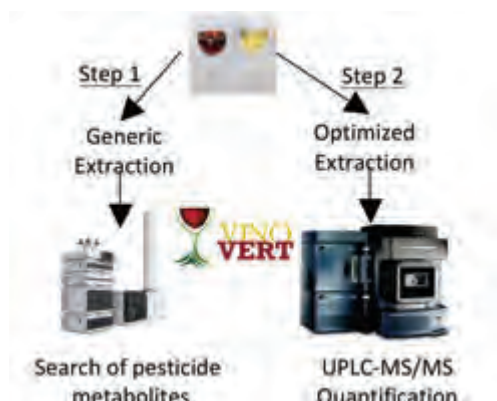 Step 1
Step 2
Generic
Extraction
Optimized
Extraction
VINO
VERT
Search of pesticide
metabolites
UPLC-MS/MS
Quantification